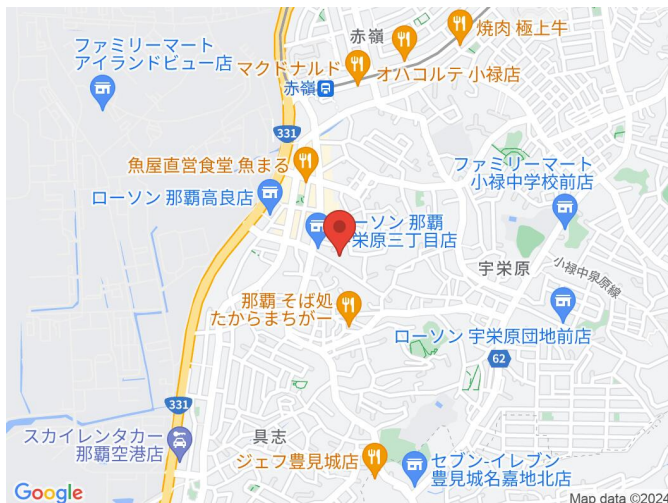 焼肉 極上牛
赤嶺
ファミリーマート
アイランドビュー店
マクドナルド
オハコルテ 小禄店
赤嶺
331
魚屋直営食堂 魚まる
ファミリーマート
小禄中学校前店
ローソン 那覇高良店
ーソン 那覇
栄原三丁目店
宇栄原
小禄中泉原線
那覇 そば処
たからまちがー
ローソン 宇栄原団地前店
62
331
スカイレンタカー
那覇空港店
具志
ジェフ豊見城店
セブン-イレブン
豊見城名嘉地北店
Google
Map data ©2024